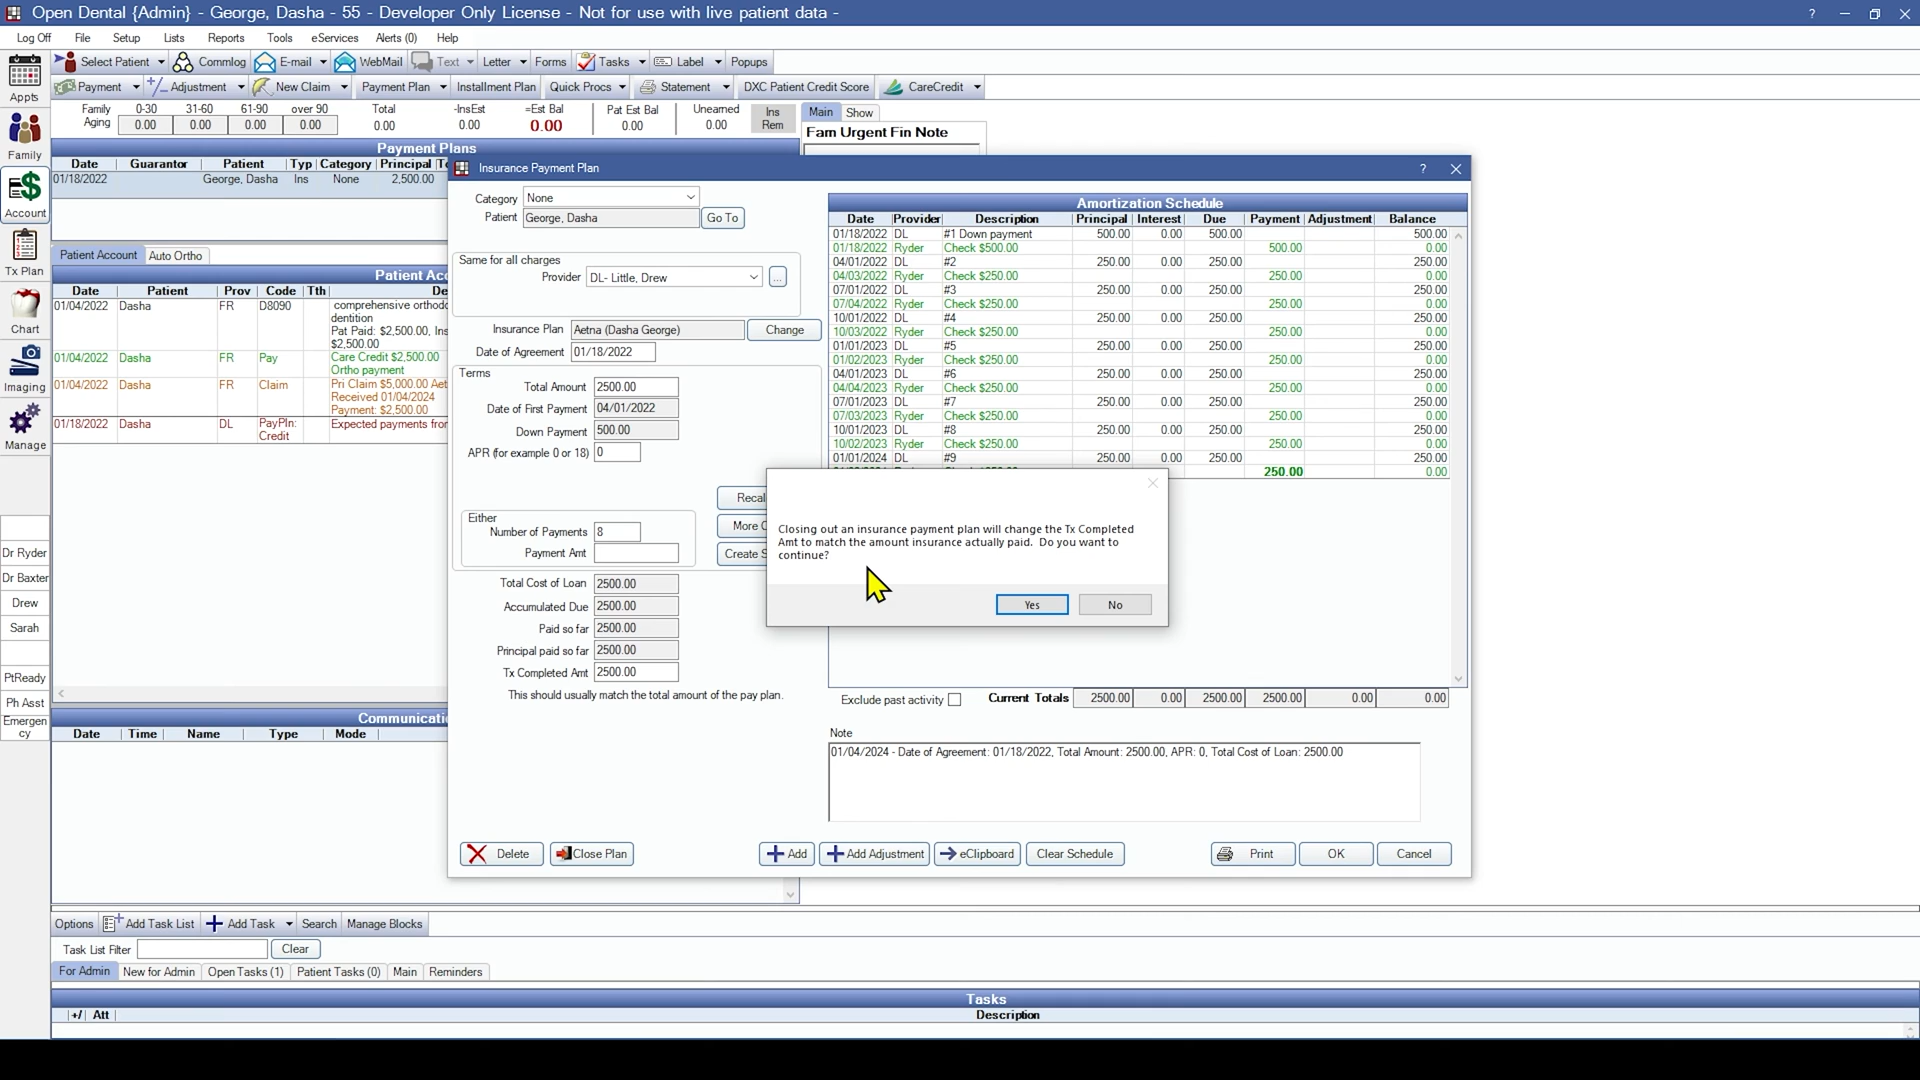 Open Dental {Admin} - George, Dasha - 55 - Developer Only License - Not for use with live patient data -
Log Off File Setup Lists Reports Tools eServices Alerts (0) Help
Select Patient Commlog E-mail WebMail Text Letter Forms Tasks Label Popups
Payment Adjustment New Claim Payment Plan Installment Plan Quick Procs Statement DXC Patient Credit Score CareCredit
Appts
Family
Account
Tx Plan
Chart
Imaging
Manage
Dr Ryder
Dr Baxter
Drew
Sarah
PtReady
Ph Asst
Emergen
cy
Family 0-30 31-60 61-90 over 90 Total -InsEst =Est Bal Pat Est Bal Unearned Ins
Aging 0.00 0.00 0.00 0.00 0.00 0.00 0.00 0.00 0.00 Rem
Main Show
Fam Urgent Fin Note
Payment Plans
Date Guarantor Patient Typ Category Principal
01/18/2022 George, Dasha Ins None 2,500.00
Patient Account Auto Ortho
Patient Acc
Date Patient Prov Code Tth De
01/04/2022 Dasha FR D8090 comprehensive orthodo
dentition
Pat Paid: $2,500.00, Ins
$2,500.00
01/04/2022 Dasha FR Pay Care Credit $2,500.00
Ortho payment
01/04/2022 Dasha FR Claim Pri Claim $5,000.00 Aet
Received 01/04/2024
Payment: $2,500.00
01/18/2022 Dasha DL PayPln: Expected payments fror
Credit
Communicatio
Date Time Name Type Mode
Insurance Payment Plan
Category None
Patient George, Dasha Go To
Same for all charges
Provider DL- Little, Drew ...
Insurance Plan Aetna (Dasha George) Change
Date of Agreement 01/18/2022
Terms
Total Amount 2500.00
Date of First Payment 04/01/2022
Down Payment 500.00
APR (for example 0 or 18) 0
Recal
Either
Number of Payments 8 More O
Payment Amt Create S
Total Cost of Loan 2500.00
Accumulated Due 2500.00
Paid so far 2500.00
Principal paid so far 2500.00
Tx Completed Amt 2500.00
This should usually match the total amount of the pay plan.
Amortization Schedule
Date Provider Description Principal Interest Due Payment Adjustment Balance
01/18/2022 DL #1 Down payment 500.00 0.00 500.00 500.00
01/18/2022 Ryder Check $500.00 500.00 0.00
04/01/2022 DL #2 250.00 0.00 250.00 250.00
04/03/2022 Ryder Check $250.00 250.00 0.00
07/01/2022 DL #3 250.00 0.00 250.00 250.00
07/04/2022 Ryder Check $250.00 250.00 0.00
10/01/2022 DL #4 250.00 0.00 250.00 250.00
10/03/2022 Ryder Check $250.00 250.00 0.00
01/01/2023 DL #5 250.00 0.00 250.00 250.00
01/02/2023 Ryder Check $250.00 250.00 0.00
04/01/2023 DL #6 250.00 0.00 250.00 250.00
04/04/2023 Ryder Check $250.00 250.00 0.00
07/01/2023 DL #7 250.00 0.00 250.00 250.00
07/03/2023 Ryder Check $250.00 250.00 0.00
10/01/2023 DL #8 250.00 0.00 250.00 250.00
10/02/2023 Ryder Check $250.00 250.00 0.00
01/01/2024 DL #9 250.00 0.00 250.00 250.00
250.00 0.00
Closing out an insurance payment plan will change the Tx Completed
Amt to match the amount insurance actually paid. Do you want to
continue?
Yes No
Exclude past activity Current Totals 2500.00 0.00 2500.00 2500.00 0.00 0.00
Note
01/04/2024 - Date of Agreement: 01/18/2022, Total Amount: 2500.00, APR: 0, Total Cost of Loan: 2500.00
Delete Close Plan Add Add Adjustment eClipboard Clear Schedule Print OK Cancel
Options Add Task List Add Task Search Manage Blocks
Task List Filter Clear
For Admin New for Admin Open Tasks (1) Patient Tasks (0) Main Reminders
Tasks
+/ Att Description